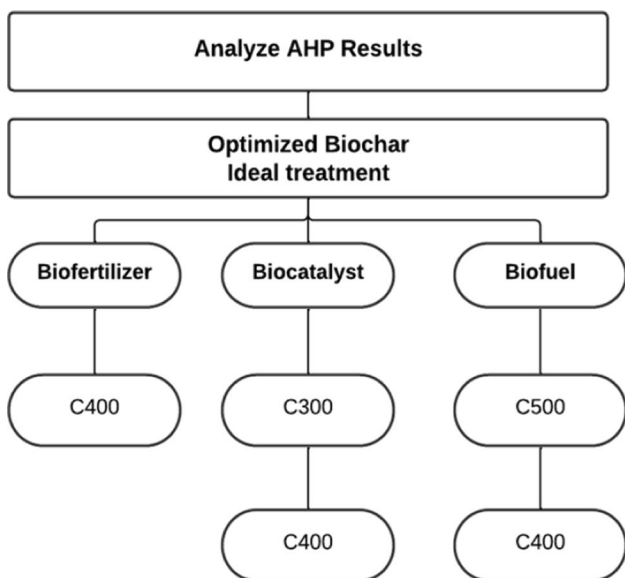 Analyze AHP Results
Optimized Biochar
Ideal treatment
Biofertilizer
Biocatalyst
Biofuel
C400
C300
C500
C400
C400